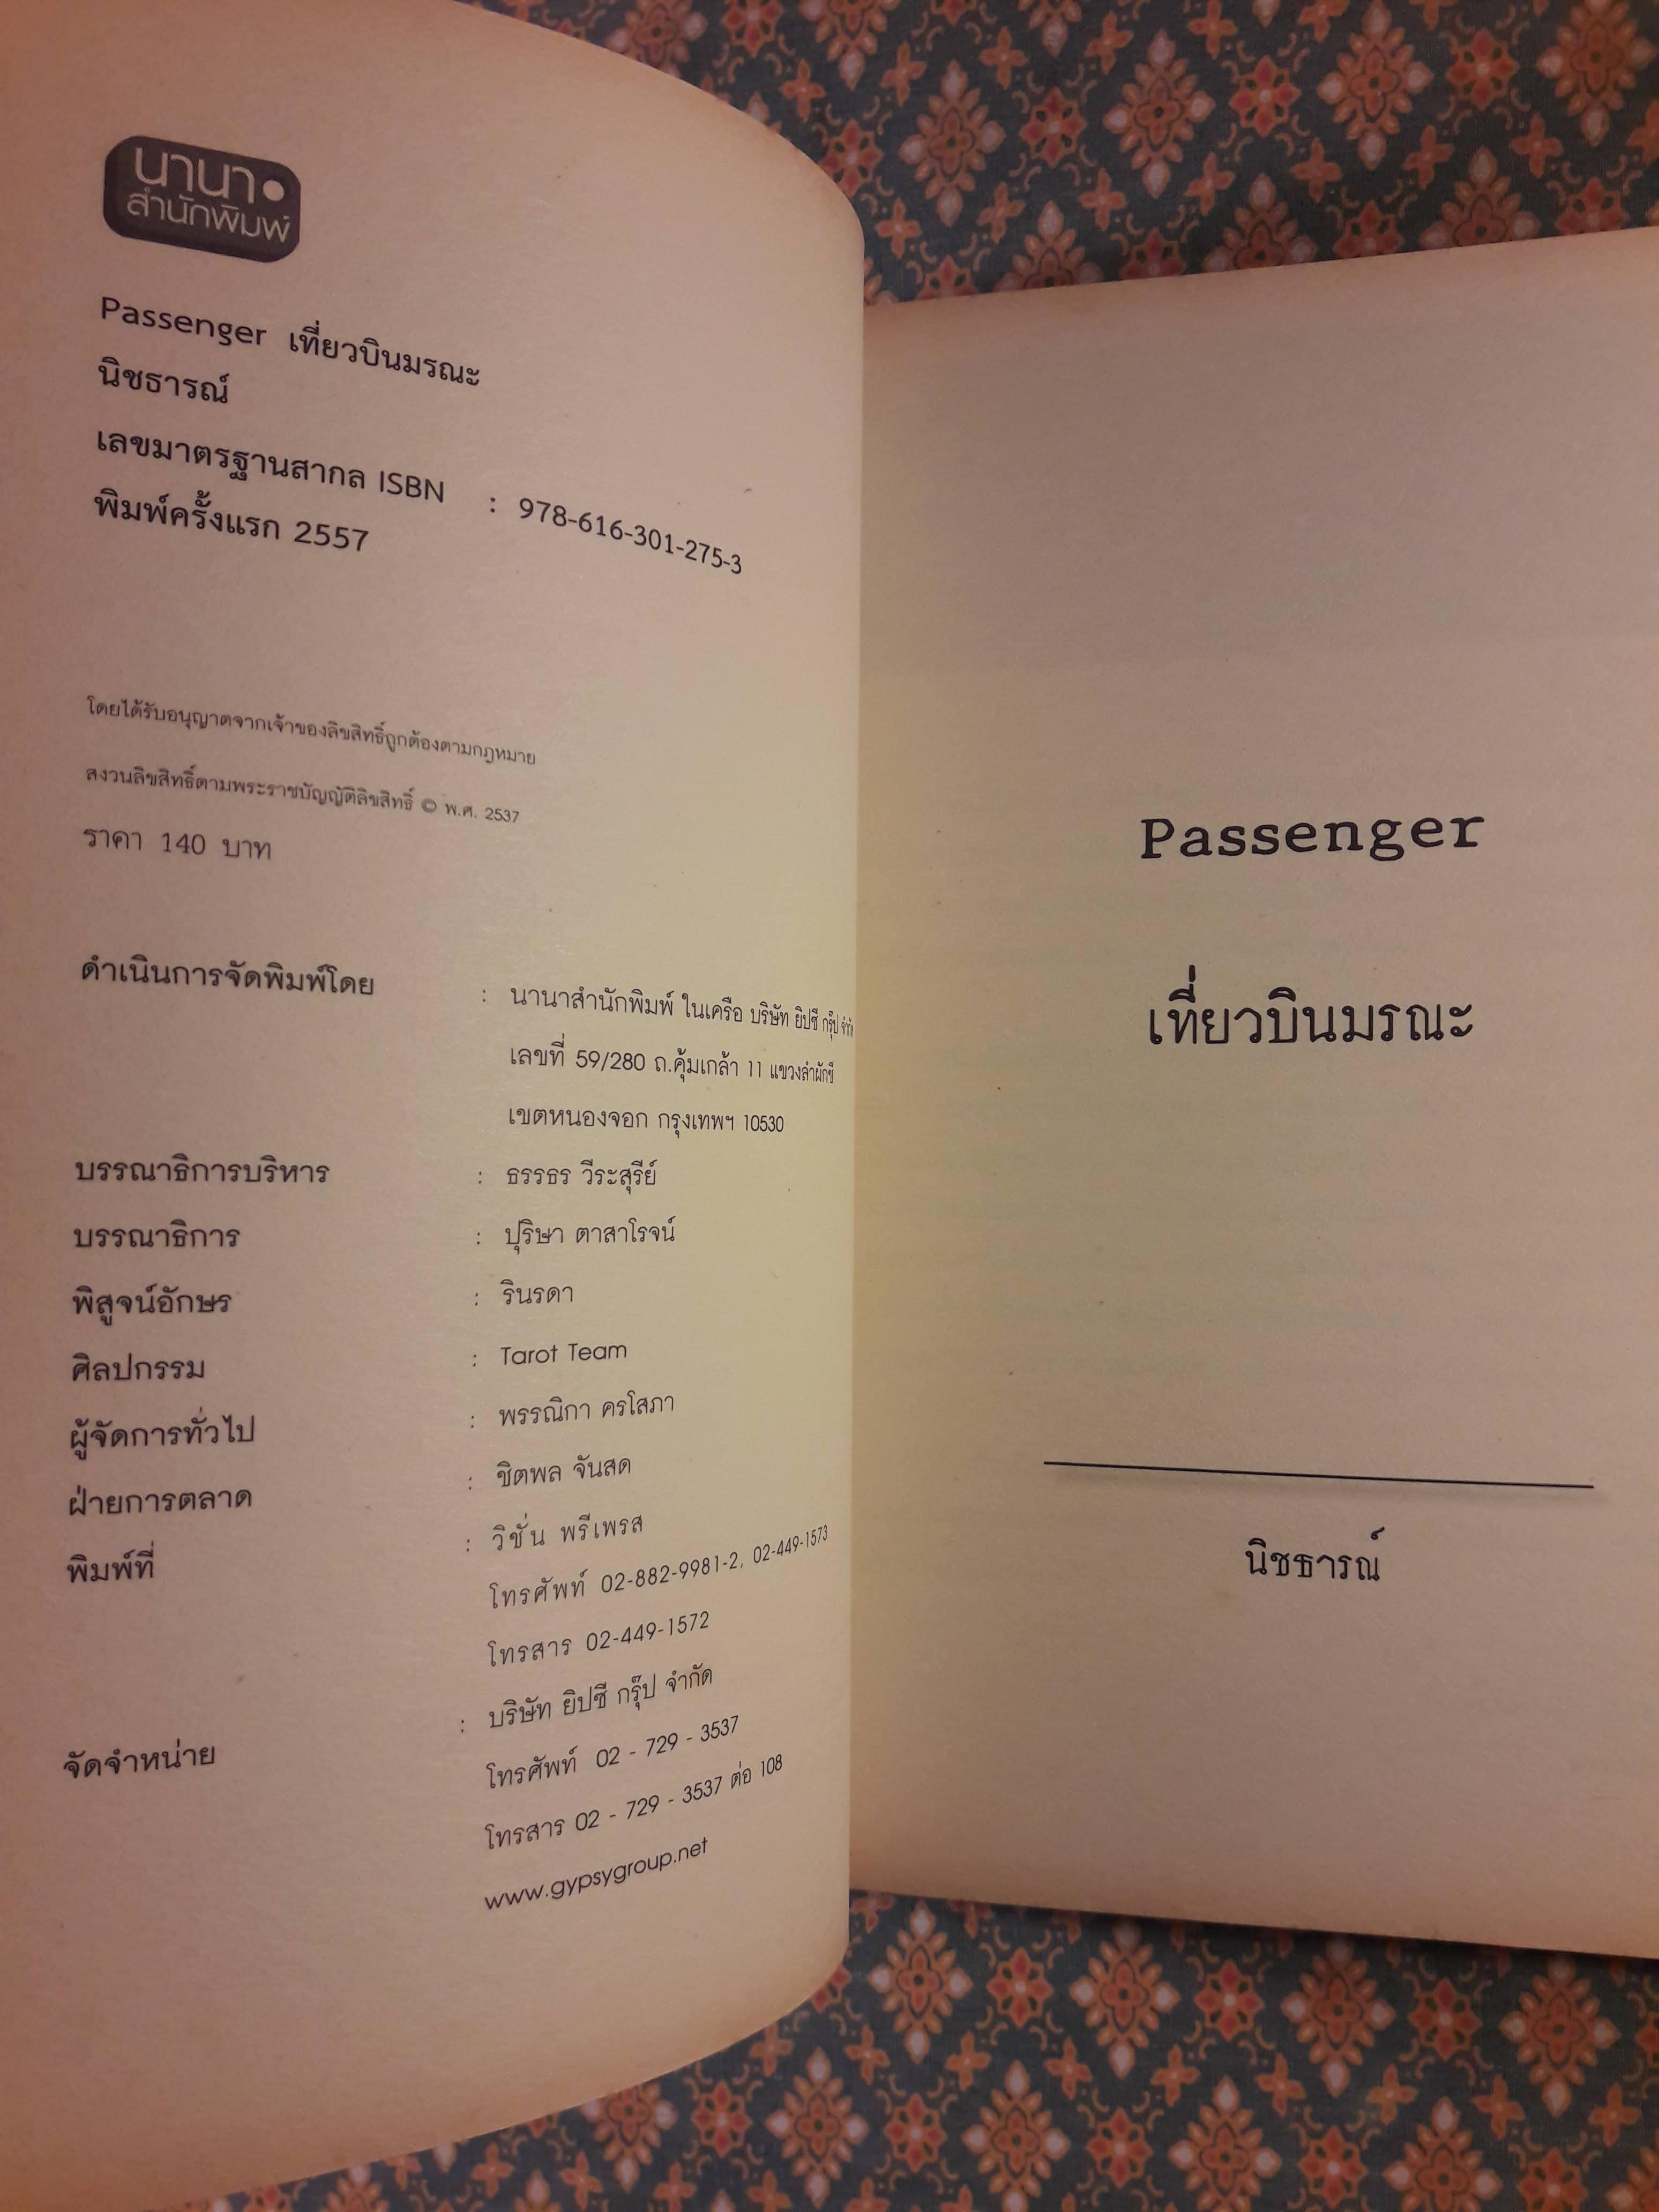 นานา
สำนักพิมพ์
Passenger เที่ยวบินมรณะ
นิชธารณ์
เลขมาตรฐานสากล ISBN : 978-616-301-275-3
พิมพ์ครั้งแรก 2557
โดยได้รับอนุญาตจากเจ้าของลิขสิทธิ์ถูกต้องตามกฎหมาย
สงวนลิขสิทธิ์ตามพระราชบัญญัติลิขสิทธิ์ © พ.ศ. 2537
ราคา 140 บาท
ดำเนินการจัดพิมพ์โดย : นานาสำนักพิมพ์ ในเครือ บริษัท ยิปซี กรุ๊ป จำกัด
เลขที่ 59/280 ถ.คุ้มเกล้า 11 แขวงลำผักชี
เขตหนองจอก กรุงเทพฯ 10530
บรรณาธิการบริหาร : ธรรธร วีระสุรีย์
บรรณาธิการ : ปุริษา ตาสาโรจน์
พิสูจน์อักษร : รินรดา
ศิลปกรรม : Tarot Team
ผู้จัดการทั่วไป : พรรณิกา ครโสภา
ฝ่ายการตลาด : ชิตพล จันสด
พิมพ์ที่ : วิชั่น พรีเพรส
โทรศัพท์ 02-882-9981-2, 02-449-1573
โทรสาร 02-449-1572
จัดจำหน่าย : บริษัท ยิปซี กรุ๊ป จำกัด
โทรศัพท์ 02 - 729 - 3537
โทรสาร 02 - 729 - 3537 ต่อ 108
www.gypsygroup.net
Passenger
เที่ยวบินมรณะ
นิชธารณ์